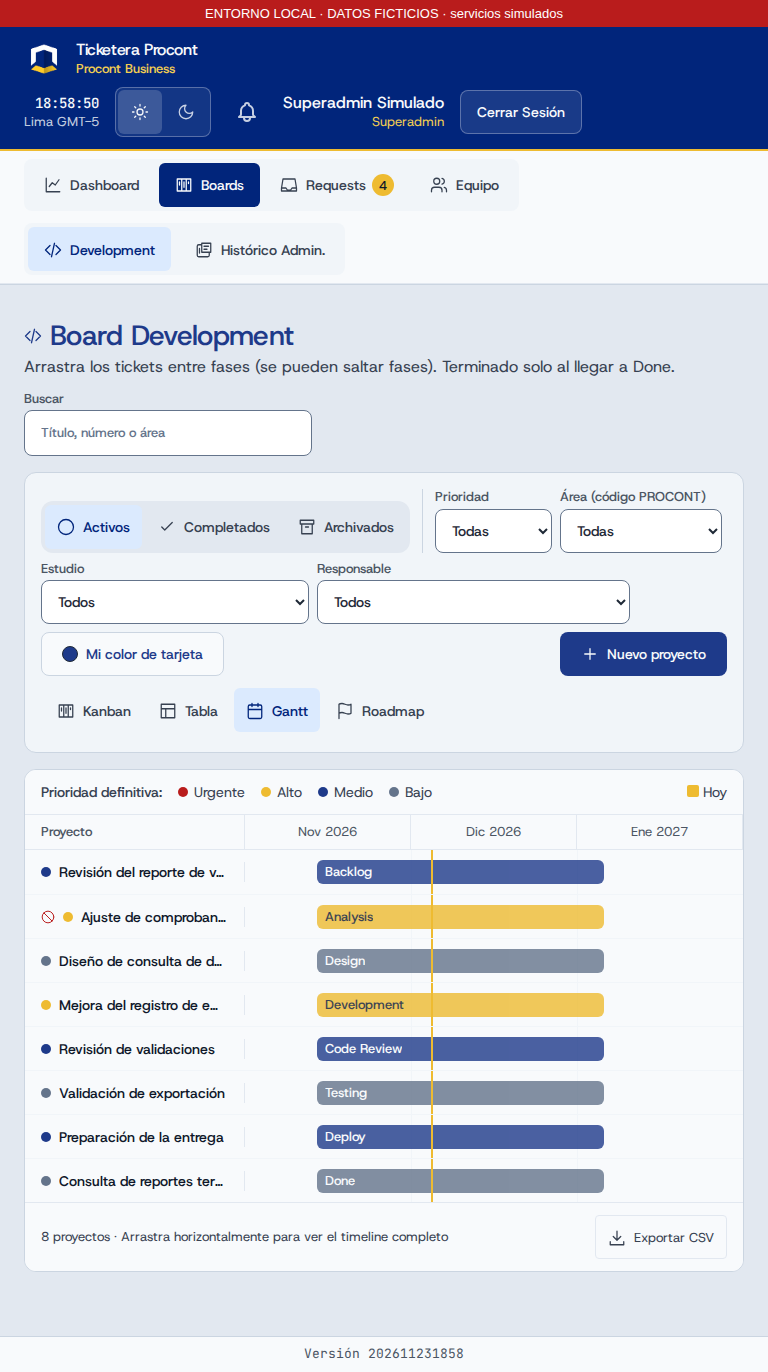 ENTORNO LOCAL · DATOS FICTICIOS · servicios simulados
Ticketera Procont
Procont Business
18:58:50
Lima GMT-5
Superadmin Simulado
Superadmin
Cerrar Sesión
Dashboard
Boards
Requests 4
Equipo
Development
Histórico Admin.
Board Development
Arrastra los tickets entre fases (se pueden saltar fases). Terminado solo al llegar a Done.
Buscar
Título, número o área
Activos
Completados
Archivados
Prioridad
Todas
Área (código PROCONT)
Todas
Estudio
Todos
Responsable
Todos
Mi color de tarjeta
Nuevo proyecto
Kanban
Tabla
Gantt
Roadmap
Prioridad definitiva: Urgente Alto Medio Bajo Hoy
Proyecto Nov 2026 Dic 2026 Ene 2027
Revisión del reporte de v... Backlog
Ajuste de comproban... Analysis
Diseño de consulta de d... Design
Mejora del registro de e... Development
Revisión de validaciones Code Review
Validación de exportación Testing
Preparación de la entrega Deploy
Consulta de reportes ter... Done
8 proyectos · Arrastra horizontalmente para ver el timeline completo
Exportar CSV
Versión 202611231858